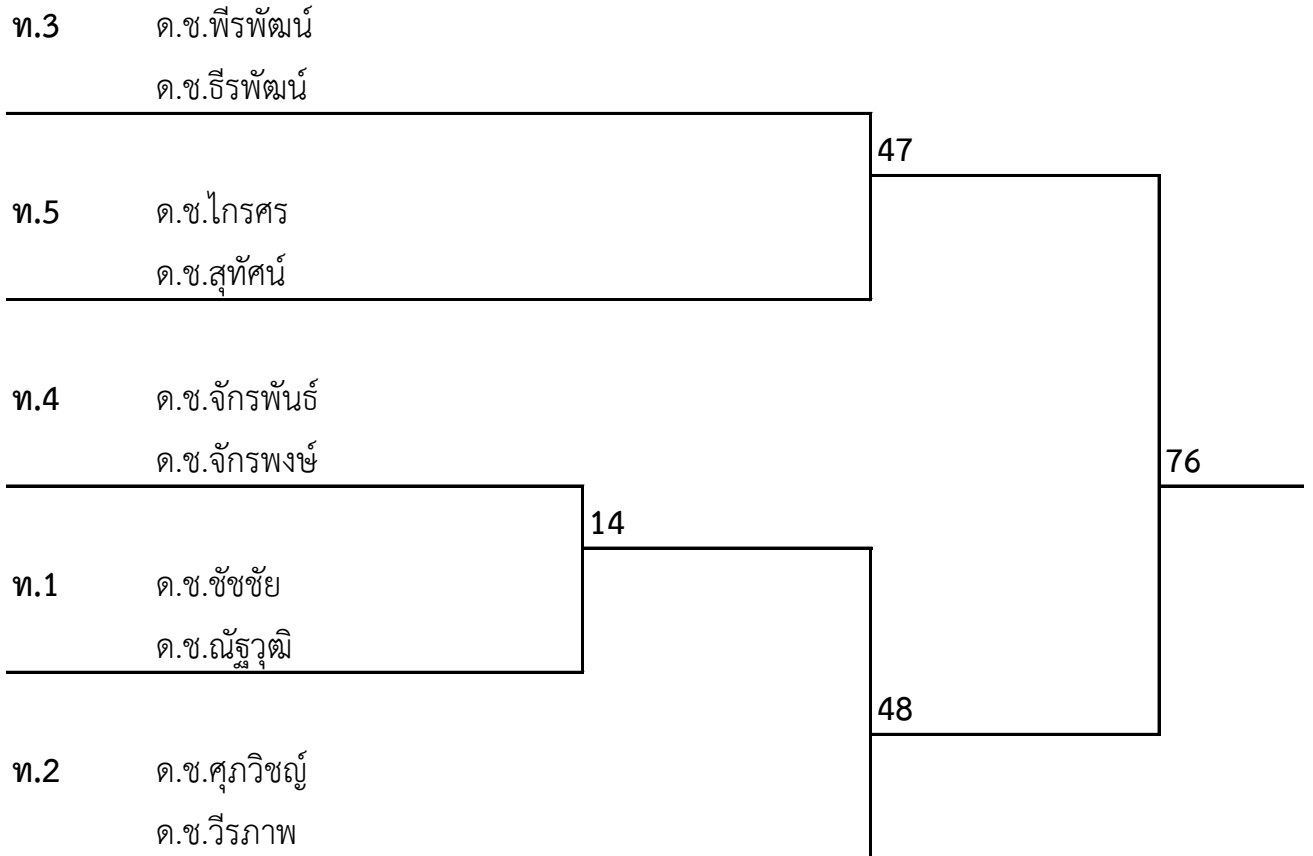 ท.3 ด.ช.พีรพัฒน์
ด.ช.ธีรพัฒน์
47
ท.5 ด.ช.ไกรศร
ด.ช.สุทัศน์
ท.4 ด.ช.จักรพันธ์
ด.ช.จักรพงษ์
76
14
ท.1 ด.ช.ชัชชัย
ด.ช.ณัฐวุฒิ
48
ท.2 ด.ช.ศุภวิชญ์
ด.ช.วีรภาพ